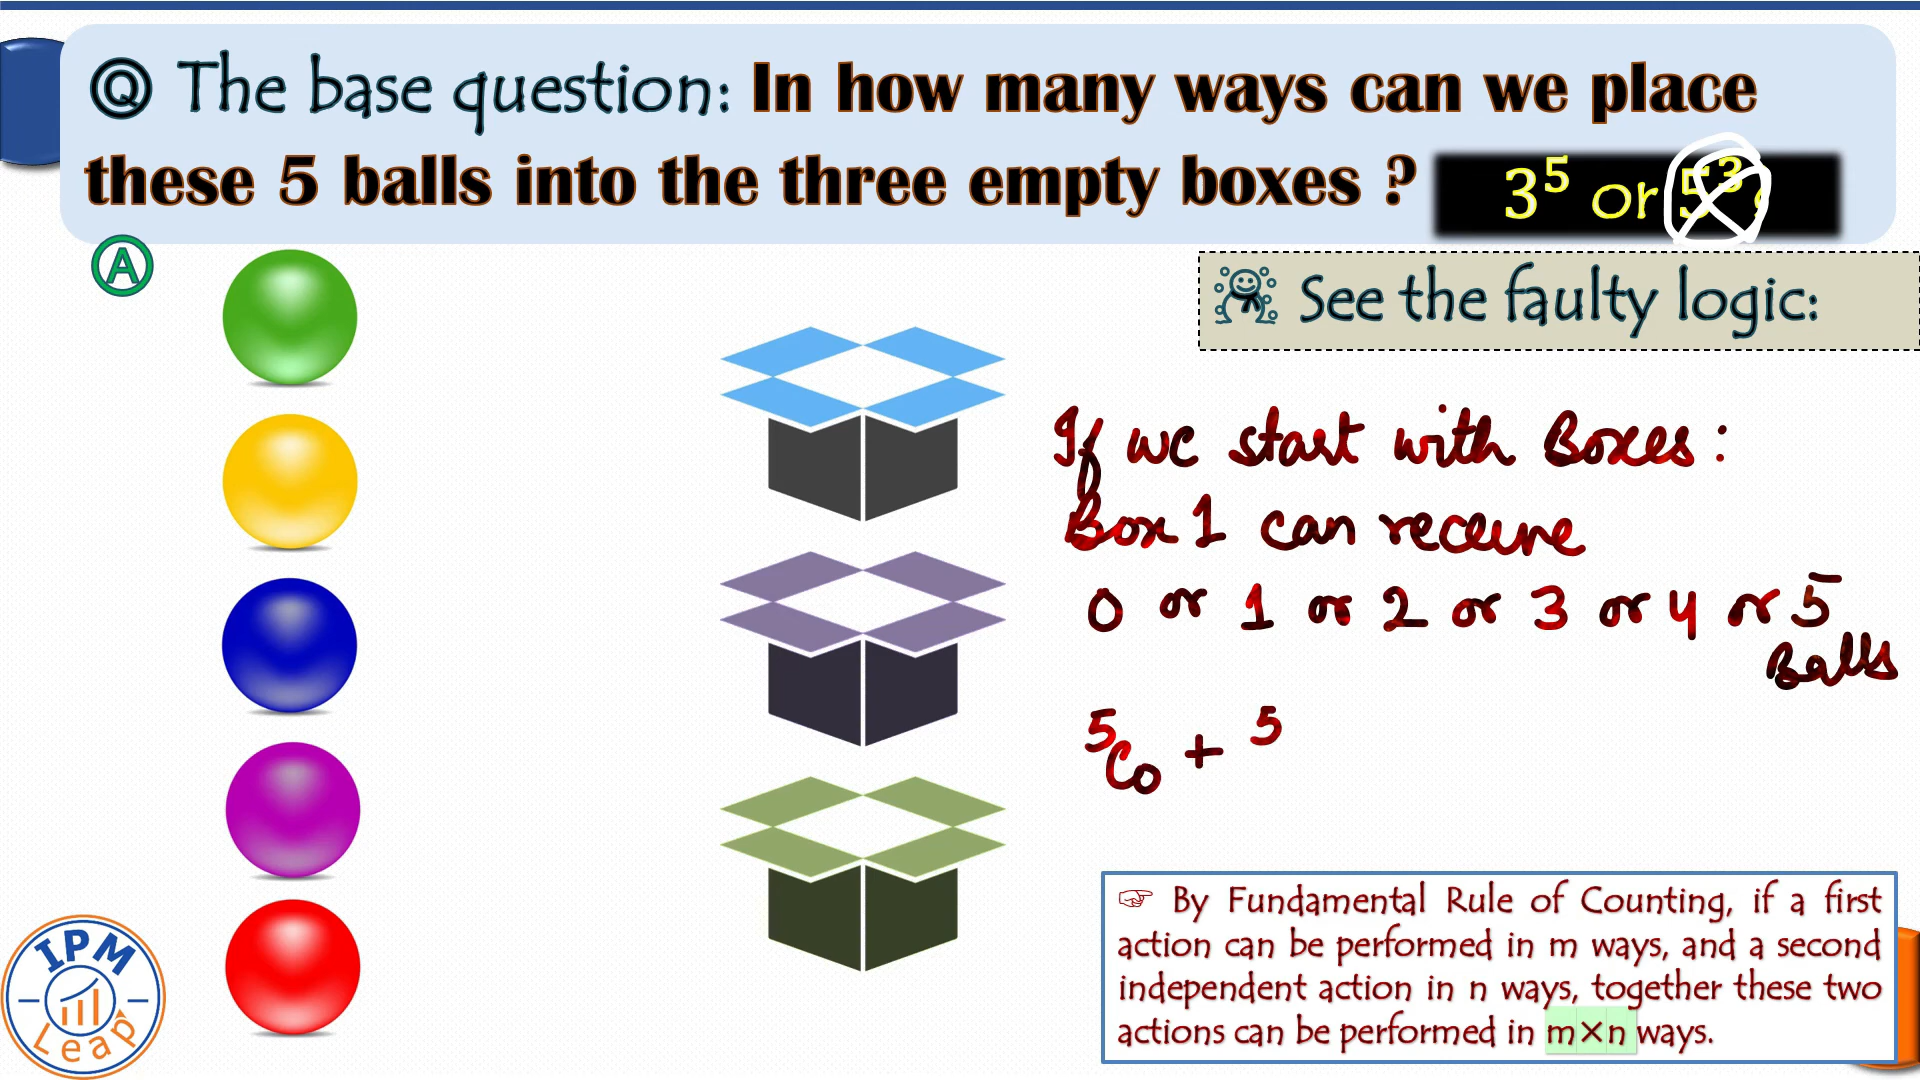 Q The base question: In how many ways can we place
these 5 balls into the three empty boxes ? 3⁵ or 5³
A
See the faulty logic:
If we start with Boxes:
Box 1 can receive
0 or 1 or 2 or 3 or 4 or 5
Balls
⁵C₀ + ⁵
☞ By Fundamental Rule of Counting, if a first
action can be performed in m ways, and a second
independent action in n ways, together these two
actions can be performed in m×n ways.
IPM
Leap